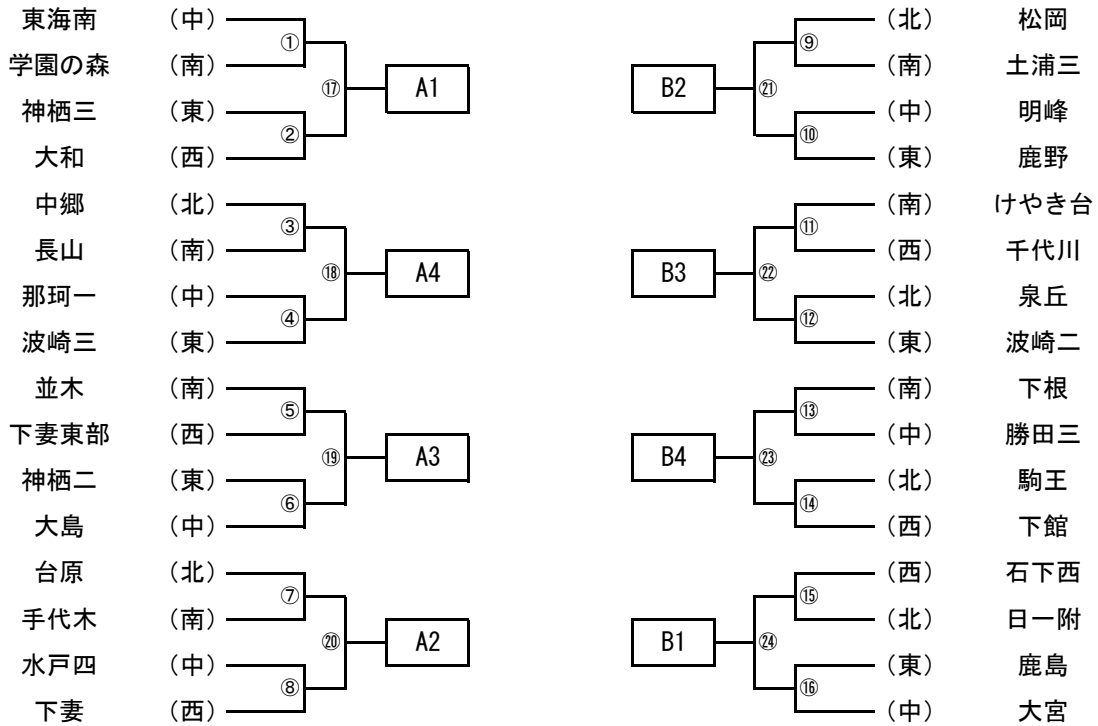 東海南 （中） （北） 松岡
① ⑨
学園の森 （南） （南） 土浦三
⑰ A1 B2 ㉑
神栖三 （東） （中） 明峰
② ⑩
大和 （西） （東） 鹿野
中郷 （北） （南） けやき台
③ ⑪
長山 （南） （西） 千代川
⑱ A4 B3 ㉒
那珂一 （中） （北） 泉丘
④ ⑫
波崎三 （東） （東） 波崎二
並木 （南） （南） 下根
⑤ ⑬
下妻東部 （西） （中） 勝田三
⑲ A3 B4 ㉓
神栖二 （東） （北） 駒王
⑥ ⑭
大島 （中） （西） 下館
台原 （北） （西） 石下西
⑦ ⑮
手代木 （南） （北） 日一附
⑳ A2 B1 ㉔
水戸四 （中） （東） 鹿島
⑧ ⑯
下妻 （西） （中） 大宮